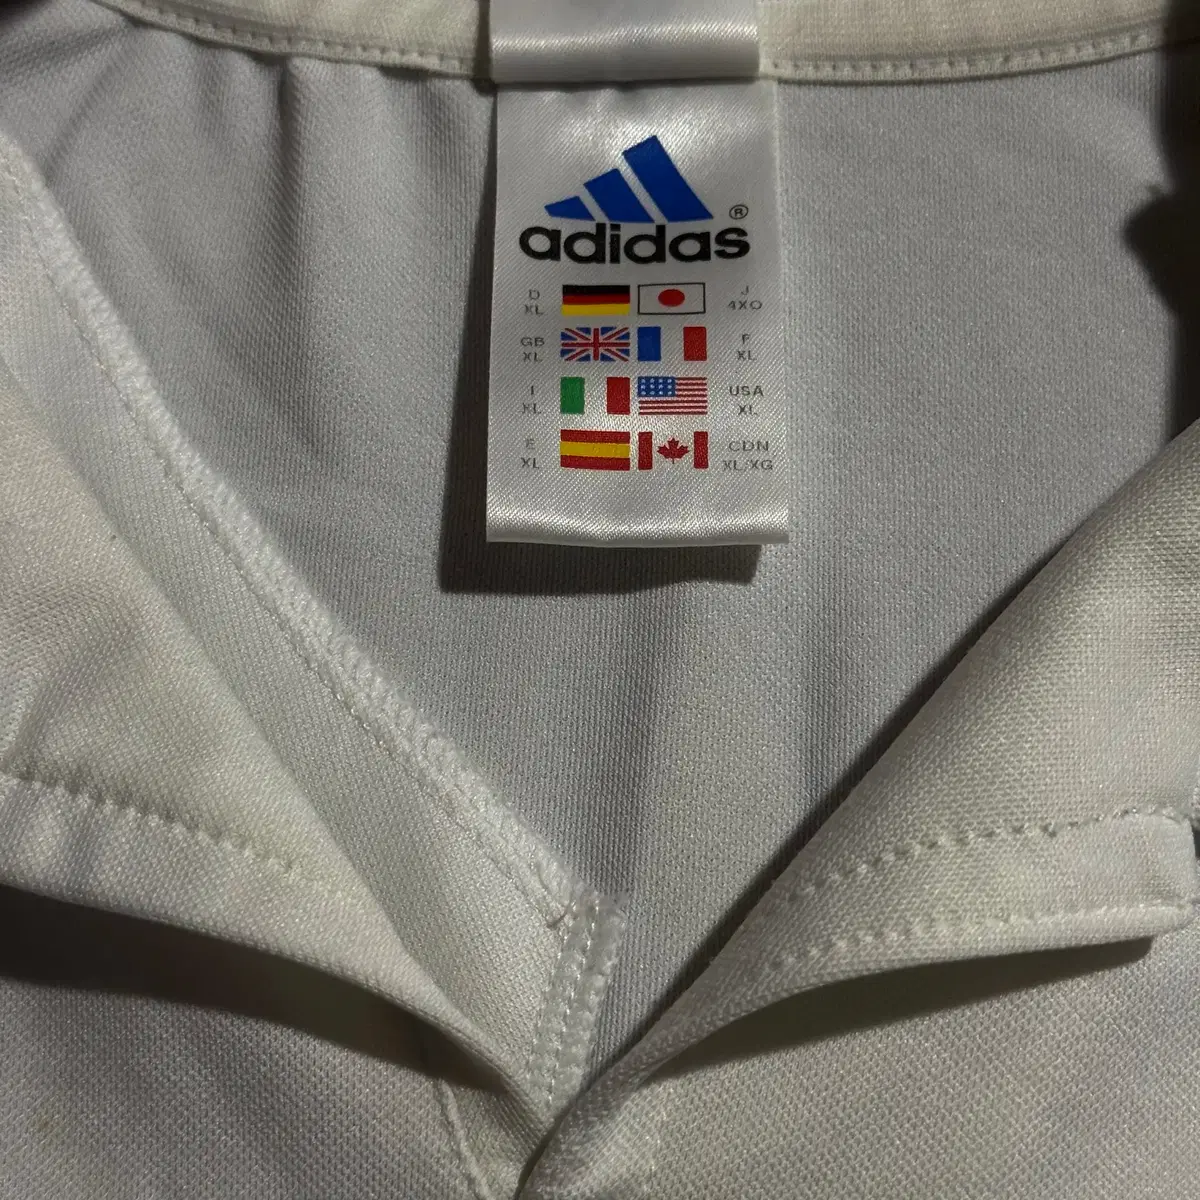 adidas ®
D J
XL 4XO
GB F
XL XL
I USA
XL XL
E CDN
XL XL/XG